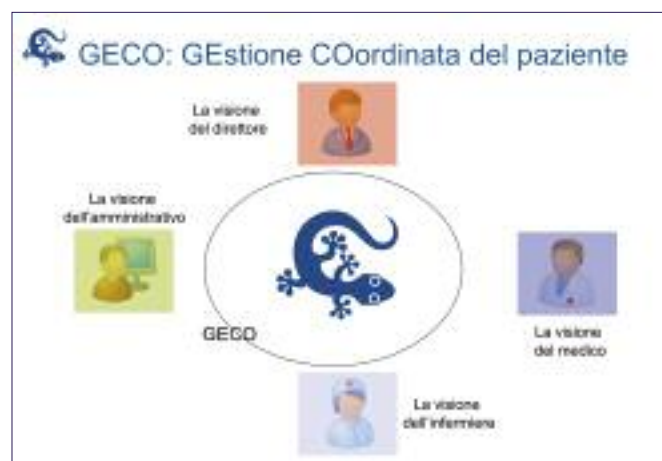 GECO: GEstione COordinata del paziente
La visione
del direttore
La visione
dell'amministrativo
GECO
La visione
del medico
La visione
dell'infermiere